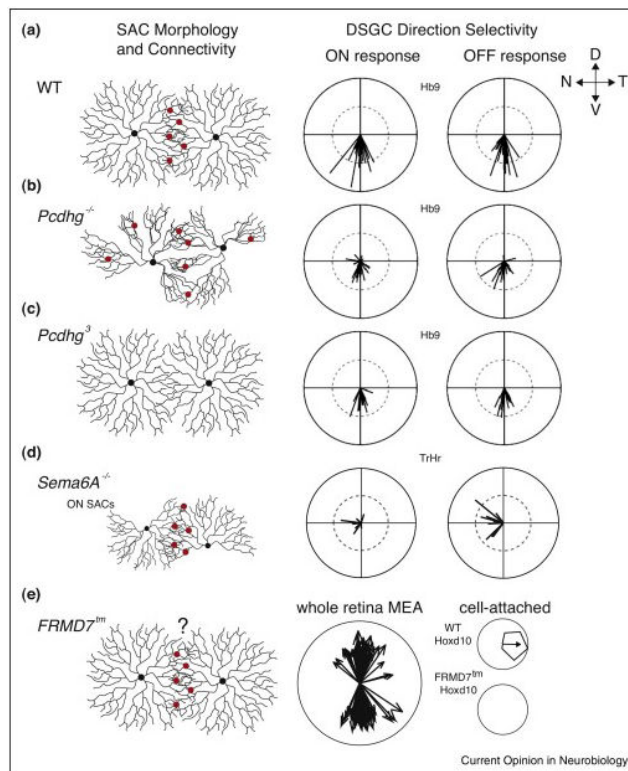 (a) SAC Morphology and Connectivity
DSGC Direction Selectivity
ON response OFF response
D
N T
V
WT
Hb9
(b)
Pcdhg-/-
Hb9
(c)
Pcdhg3
Hb9
(d)
TrHr
Sema6A-/-
ON SACs
(e)
whole retina MEA cell-attached
FRMD7tm
?
WT
Hoxd10
FRMD7tm
Hoxd10
Current Opinion in Neurobiology